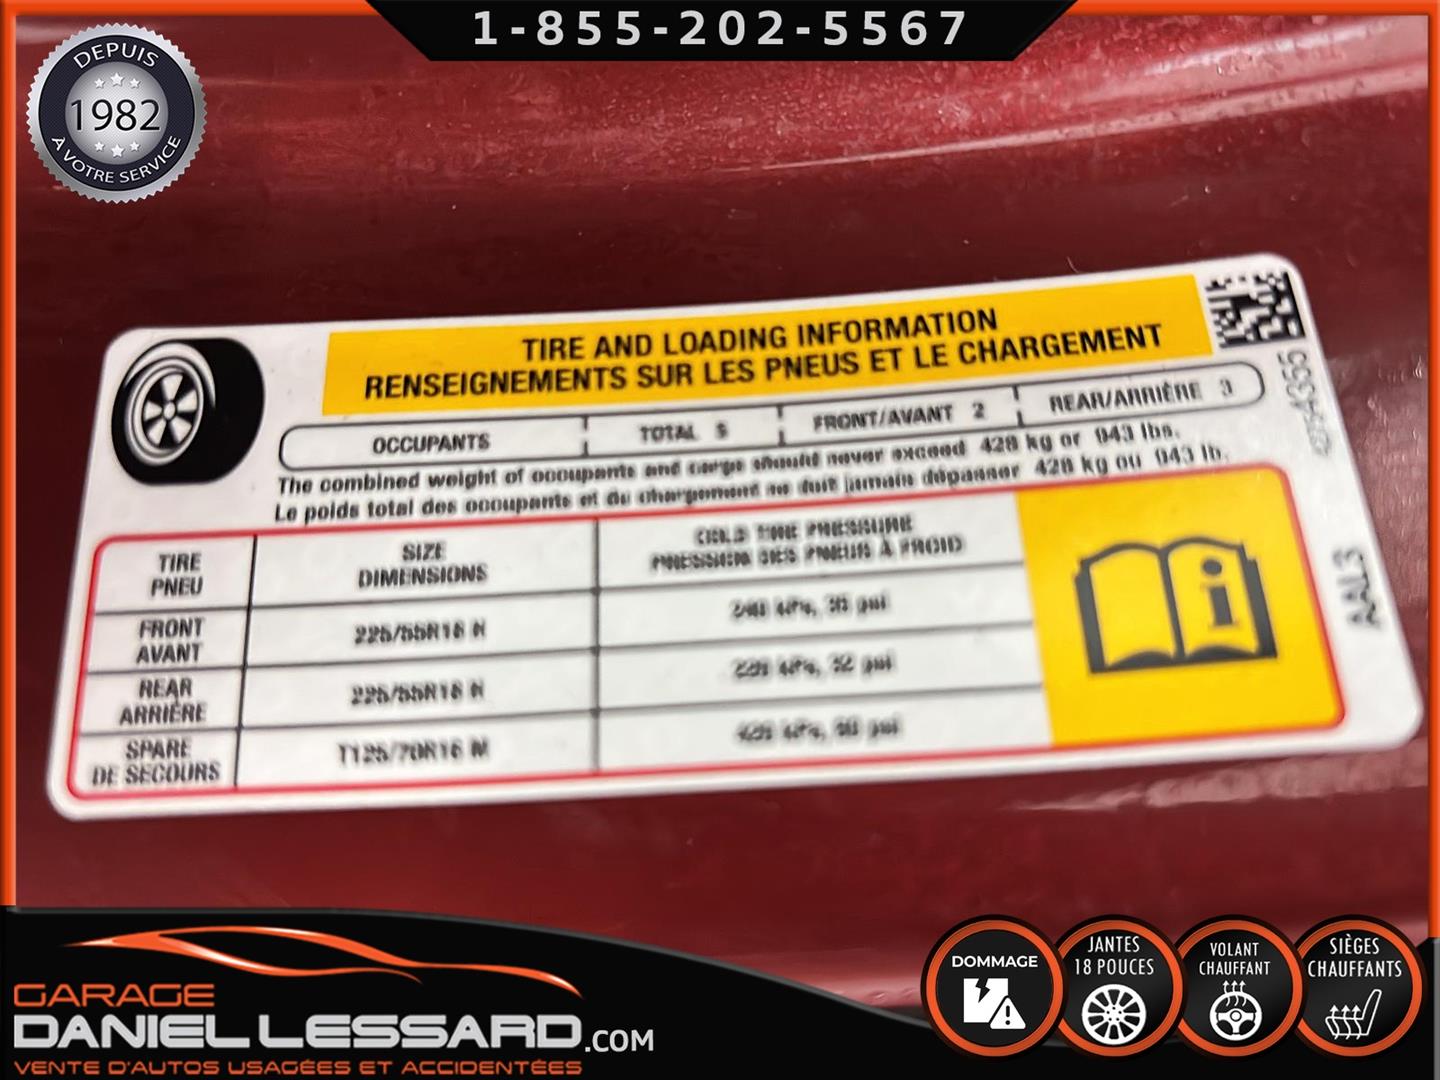 1-855-202-5567
DEPUIS
1982
À VOTRE SERVICE
TIRE AND LOADING INFORMATION
RENSEIGNEMENTS SUR LES PNEUS ET LE CHARGEMENT
OCCUPANTS TOTAL 5 FRONT/AVANT 2 REAR/ARRIÈRE 3
The combined weight of occupants and cargo should never exceed 428 kg or 943 lbs.
Le poids total des occupants et du chargement ne doit jamais dépasser 428 kg ou 943 lb.
TIRE SIZE COLD TIRE PRESSURE
PNEU DIMENSIONS PRESSION DES PNEUS À FROID
FRONT
AVANT
REAR
ARRIÈRE
SPARE
DE SECOURS T125/70R16 M
i
AAL3
DOMMAGE
JANTES
18 POUCES
VOLANT
CHAUFFANT
SIÈGES
CHAUFFANTS
GARAGE
DANIEL LESSARD.COM
VENTE D'AUTOS USAGÉES ET ACCIDENTÉES